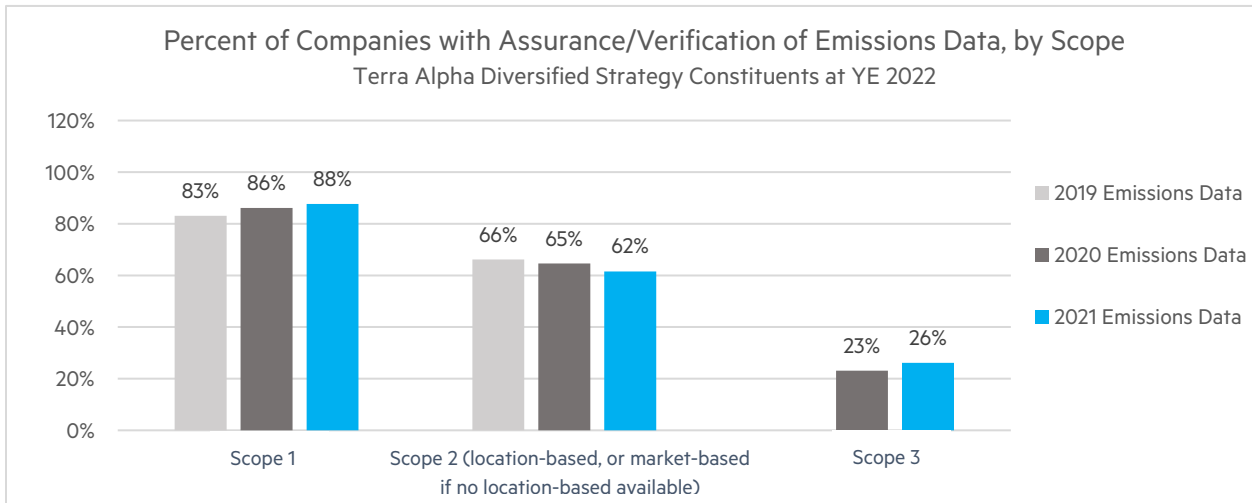 Percent of Companies with Assurance/Verification of Emissions Data, by Scope
Terra Alpha Diversified Strategy Constituents at YE 2022
120%
100%
80%
60%
40%
20%
0%
83%
86%
88%
66%
65%
62%
23%
26%
Scope 1
Scope 2 (location-based, or market-based
if no location-based available)
Scope 3
2019 Emissions Data
2020 Emissions Data
2021 Emissions Data